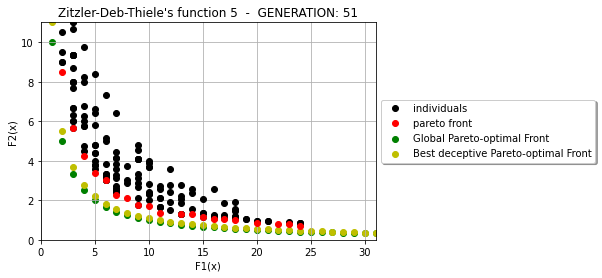 Zitzler-Deb-Thiele's function 5 - GENERATION: 51
10
8
6
4
2
0
F2(x)
0 5 10 15 20 25 30
F1(x)
individuals
pareto front
Global Pareto-optimal Front
Best deceptive Pareto-optimal Front